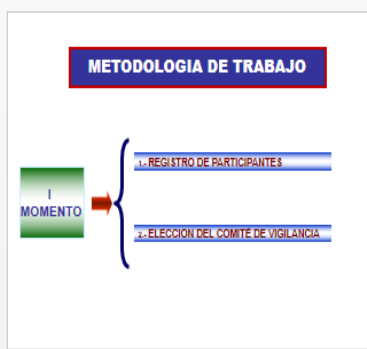 METODOLOGIA DE TRABAJO
I
MOMENTO
1.- REGISTRO DE PARTICIPANTES
2.- ELECCION DEL COMITÉ DE VIGILANCIA